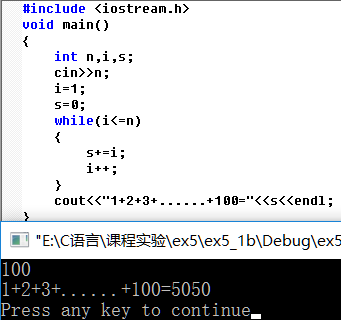 #include <iostream.h>
void main()
{
    int n,i,s;
    cin>>n;
    i=1;
    s=0;
    while(i<=n)
    {
        s+=i;
        i++;
    }
    cout<<"1+2+3+......+100="<<s<<endl;
}
"E:\C语言\课程实验\ex5\ex5_1b\Debug\ex5
100
1+2+3+......+100=5050
Press any key to continue